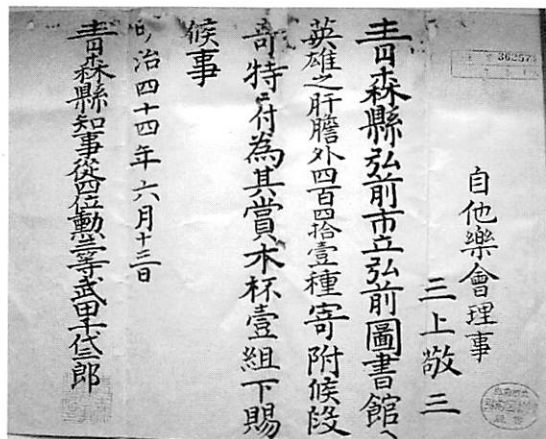 自他樂會理事
三上敬三
青森縣弘前市立弘前圖書館ヘ
英雄之肝膽外四百四拾壹種寄附候段
奇特ニ付為其賞木杯壹組下賜
候事
明治四十四年六月十三日
青森縣知事從四位勳三等武田千代三郎
36257